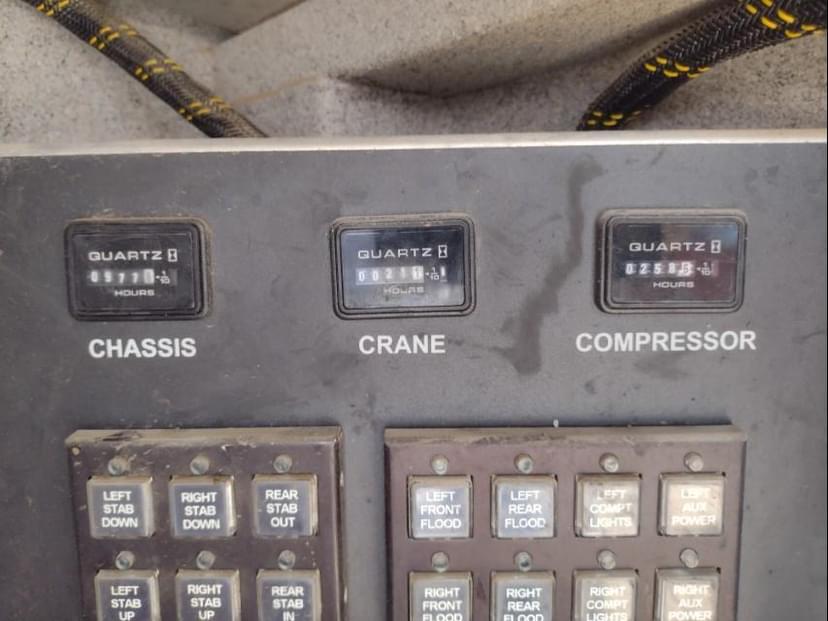 QUARTZ
HOURS
CHASSIS
QUARTZ
HOURS
CRANE
QUARTZ
HOURS
COMPRESSOR
LEFT
STAB
DOWN
RIGHT
STAB
DOWN
REAR
STAB
OUT
LEFT
FRONT
FLOOD
LEFT
REAR
FLOOD
LEFT
COMPT
LIGHTS
LEFT
AUX
POWER
LEFT
STAB
UP
RIGHT
STAB
UP
REAR
STAB
IN
RIGHT
FRONT
FLOOD
RIGHT
REAR
FLOOD
RIGHT
COMPT
LIGHTS
RIGHT
AUX
POWER